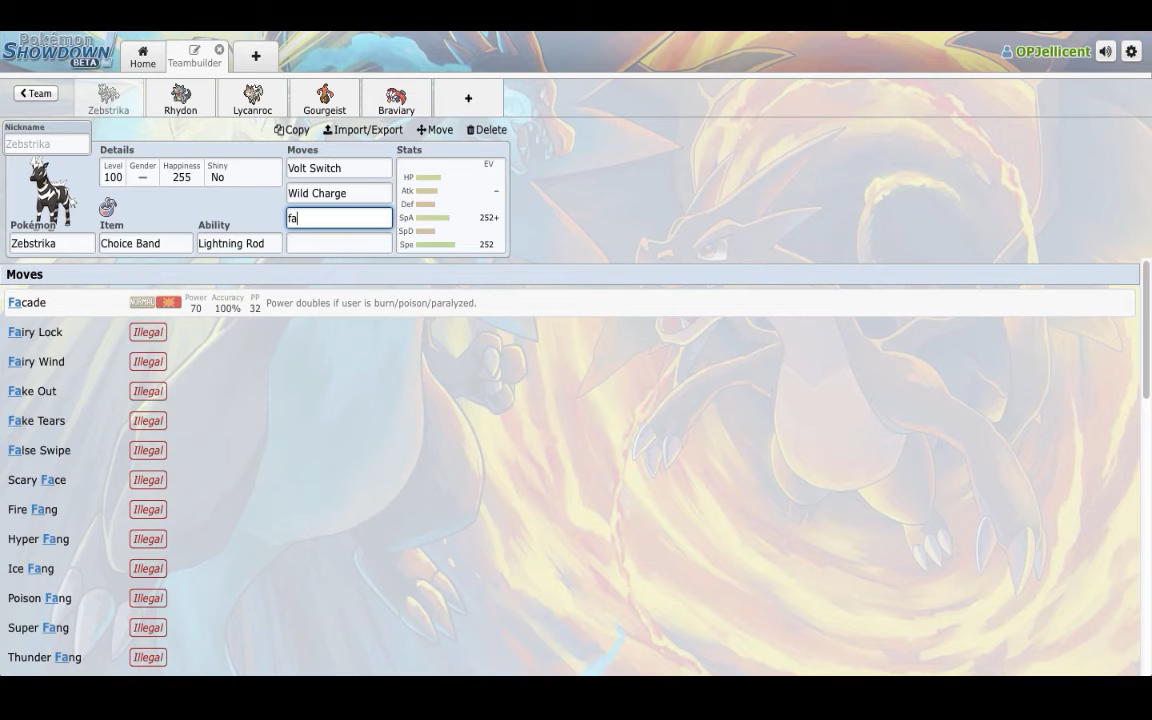 Pokémon
SHOWDOWN
BETA
Home
Teambuilder
+
OPJellicent
< Team
Zebstrika
Rhydon
Lycanroc
Gourgeist
Braviary
+
Nickname
Zebstrika
Copy
Import/Export
Move
Delete
Details
Moves
Stats
Level Gender Happiness Shiny
100 — 255 No
Pokémon
Zebstrika
Item
Choice Band
Ability
Lightning Rod
Volt Switch
Wild Charge
fa
EV
HP
Atk –
Def
SpA 252+
SpD
Spe 252
Moves
Facade NORMAL Power 70 Accuracy 100% PP 32 Power doubles if user is burn/poison/paralyzed.
Fairy Lock Illegal
Fairy Wind Illegal
Fake Out Illegal
Fake Tears Illegal
False Swipe Illegal
Scary Face Illegal
Fire Fang Illegal
Hyper Fang Illegal
Ice Fang Illegal
Poison Fang Illegal
Super Fang Illegal
Thunder Fang Illegal